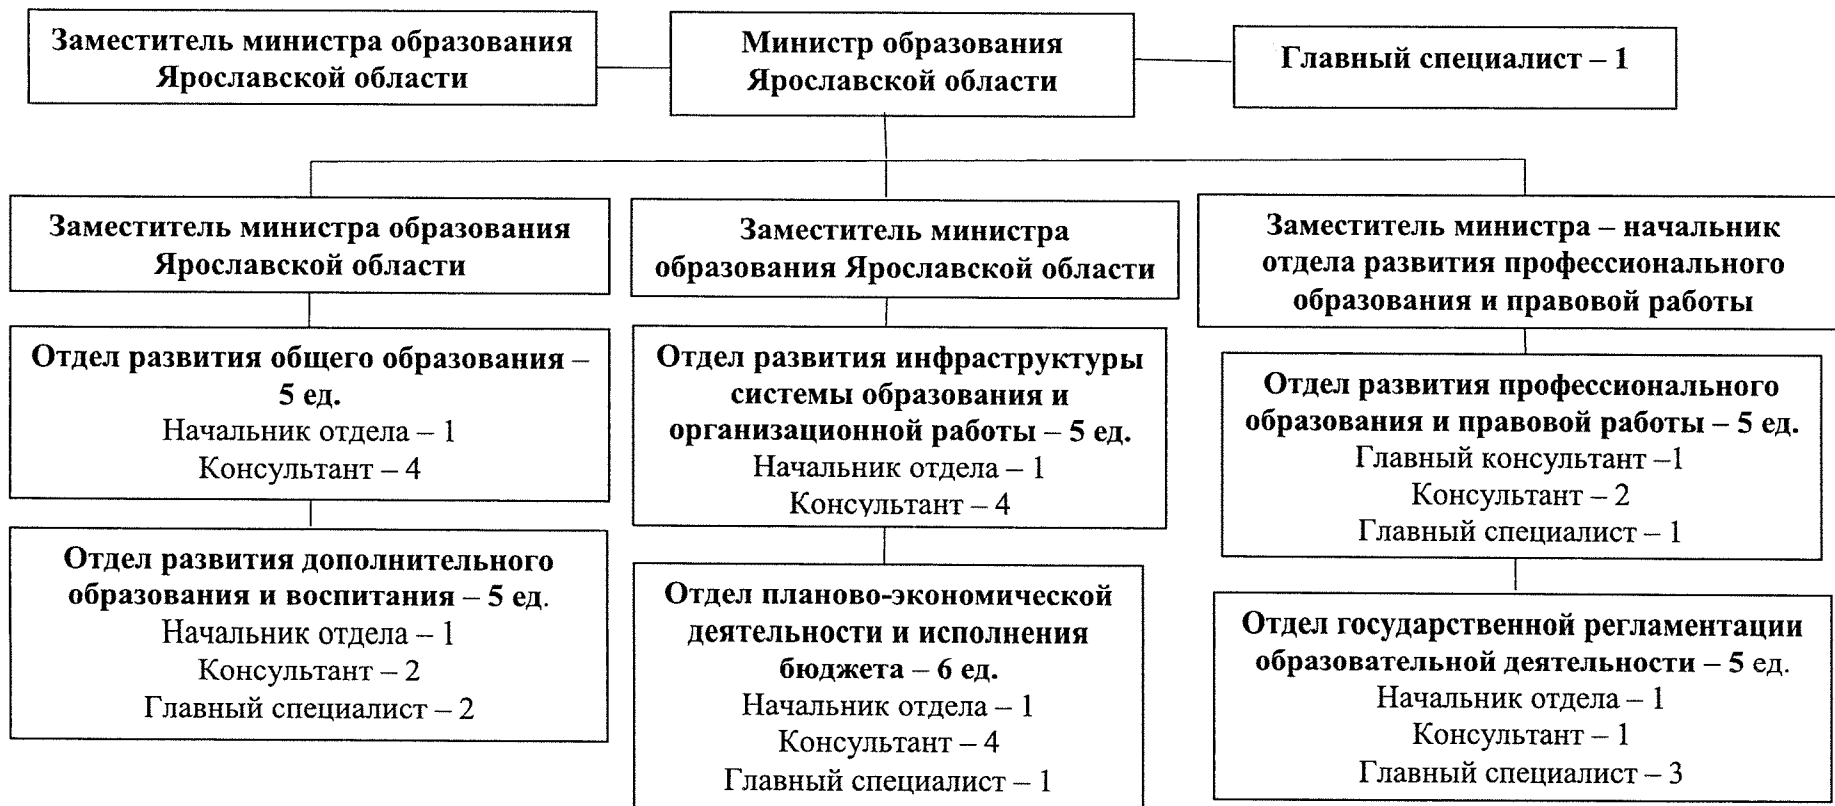 Заместитель министра образования
Ярославской области
Министр образования
Ярославской области
Главный специалист – 1
Заместитель министра образования
Ярославской области
Заместитель министра
образования Ярославской области
Заместитель министра – начальник
отдела развития профессионального
образования и правовой работы
Отдел развития общего образования –
5 ед.
Начальник отдела – 1
Консультант – 4
Отдел развития инфраструктуры
системы образования и
организационной работы – 5 ед.
Начальник отдела – 1
Консультант – 4
Отдел развития профессионального
образования и правовой работы – 5 ед.
Главный консультант –1
Консультант – 2
Главный специалист – 1
Отдел развития дополнительного
образования и воспитания – 5 ед.
Начальник отдела – 1
Консультант – 2
Главный специалист – 2
Отдел планово-экономической
деятельности и исполнения
бюджета – 6 ед.
Начальник отдела – 1
Консультант – 4
Главный специалист – 1
Отдел государственной регламентации
образовательной деятельности – 5 ед.
Начальник отдела – 1
Консультант – 1
Главный специалист – 3